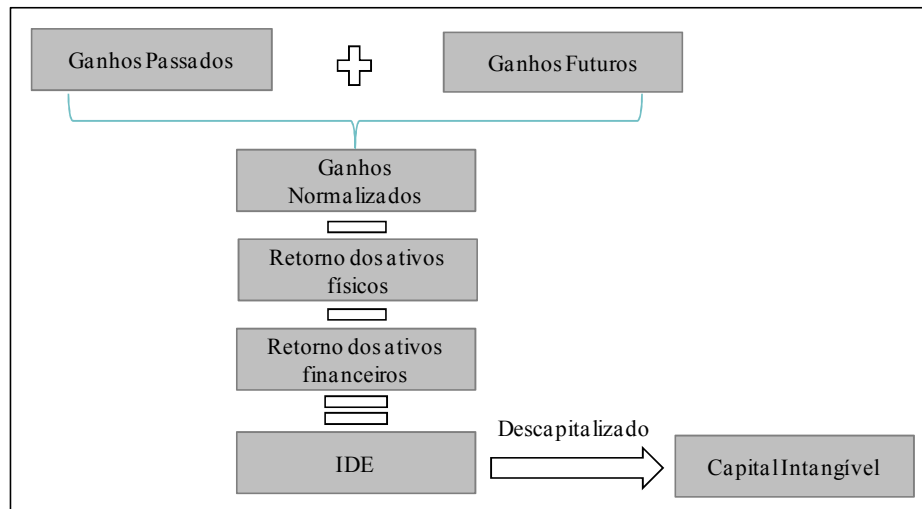 Ganhos Passados
Ganhos Futuros
Ganhos
Normalizados
Retorno dos ativos
físicos
Retorno dos ativos
financeiros
IDE
Descapitalizado
Capital Intangível